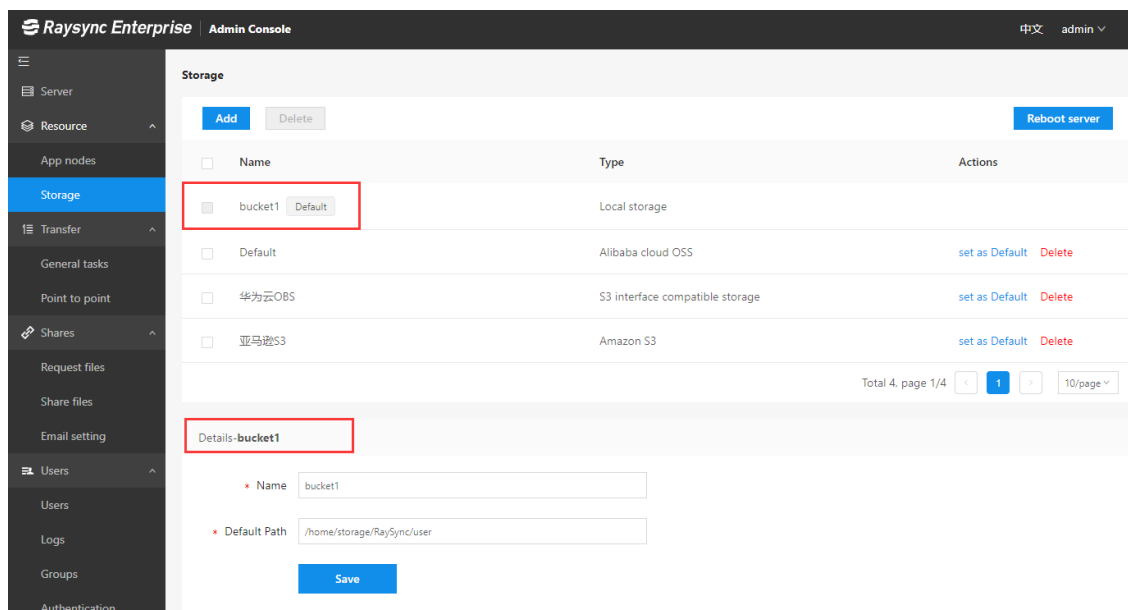 Raysync Enterprise | Admin Console 中文 admin
Server
Resource
App nodes
Storage
Transfer
General tasks
Point to point
Shares
Request files
Share files
Email setting
Users
Users
Logs
Groups
Authentication
Storage
Add Delete Reboot server
Name Type Actions
bucket1 Default Local storage
Default Alibaba cloud OSS set as Default Delete
华为云OBS S3 interface compatible storage set as Default Delete
亚马逊S3 Amazon S3 set as Default Delete
Total 4, page 1/4 < 1 > 10/page
Details-bucket1
* Name bucket1
* Default Path /home/storage/RaySync/user
Save